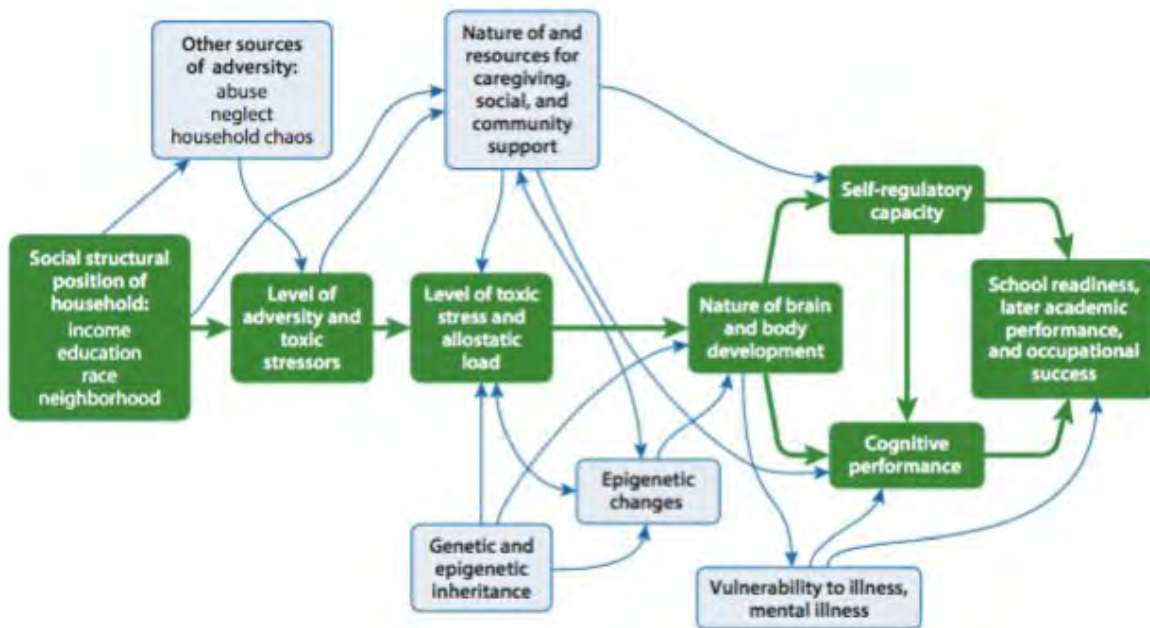 Other sources
of adversity:
abuse
neglect
household chaos
Nature of and
resources for
caregiving,
social, and
community
support
Self-regulatory
capacity
Social structural
position of
household:
income
education
race
neighborhood
Level of
adversity and
toxic
stressors
Level of toxic
stress and
allostatic
load
Nature of brain
and body
development
School readiness,
later academic
performance,
and occupational
success
Cognitive
performance
Epigenetic
changes
Genetic and
epigenetic
inheritance
Vulnerability to illness,
mental illness